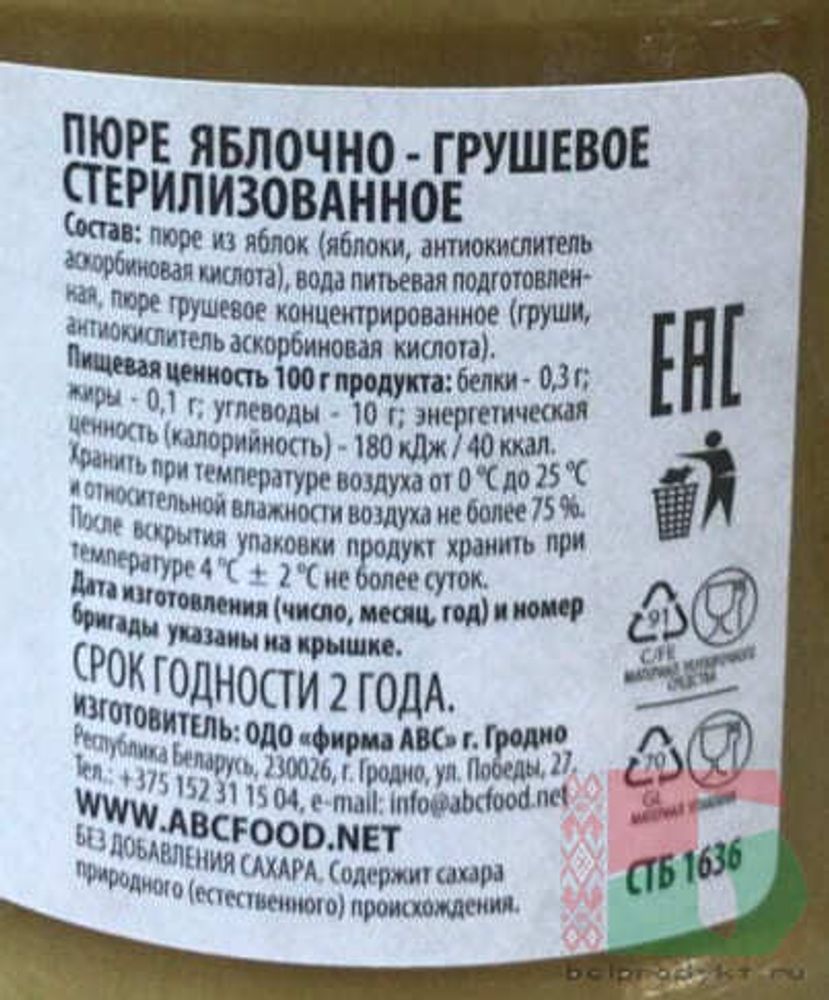 ПЮРЕ ЯБЛОЧНО - ГРУШЕВОЕ
СТЕРИЛИЗОВАННОЕ
Состав: пюре из яблок (яблоки, антиокислитель
аскорбиновая кислота), вода питьевая подготовлен-
ная, пюре грушевое концентрированное (груши,
антиокислитель аскорбиновая кислота).
Пищевая ценность 100 г продукта: белки - 0,3 г;
жиры - 0,1 г; углеводы - 10 г; энергетическая
ценность (калорийность) - 180 кДж / 40 ккал.
Хранить при температуре воздуха от 0 °С до 25 °С
и относительной влажности воздуха не более 75 %.
После вскрытия упаковки продукт хранить при
температуре 4 °С ± 2 °С не более суток.
Дата изготовления (число, месяц, год) и номер
бригады указаны на крышке.
СРОК ГОДНОСТИ 2 ГОДА.
ИЗГОТОВИТЕЛЬ: ОДО «фирма АВС» г. Гродно
Республика Беларусь, 230026, г. Гродно, ул. Победы, 27,
Тел.: +375 152 31 15 04, e-mail: info@abcfood.net
WWW.ABCFOOD.NET
БЕЗ ДОБАВЛЕНИЯ САХАРА. Содержит сахара
природного (естественного) происхождения.
EAC
91
C/FE
МАТЕРИАЛ УКУПОРОЧНОГО
СРЕДСТВА
70
GL
МАТЕРИАЛ УПАКОВКИ
СТБ 1636
belprodukt.ru